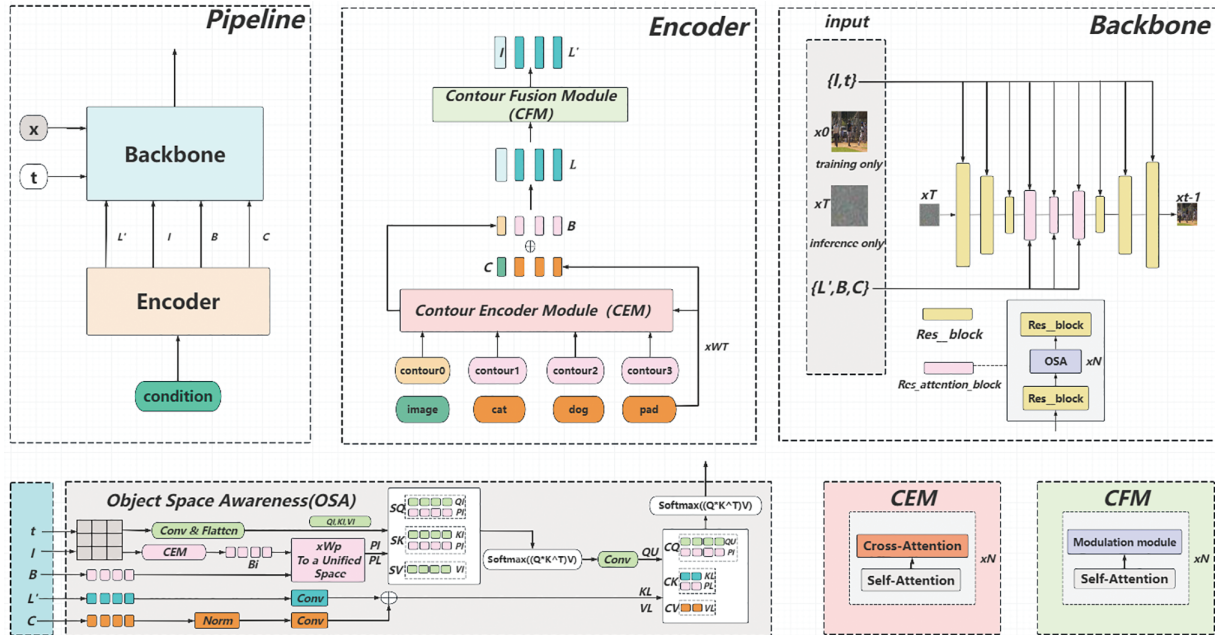 Pipeline
x
t
Backbone
L'
I
B
C
Encoder
condition
Encoder
I
L'
Contour Fusion Module
(CFM)
L
B
C
Contour Encoder Module (CEM)
xWT
contour0
contour1
contour2
contour3
image
cat
dog
pad
Backbone
input
{I,t}
x0
training only
xT
inference only
{L',B,C}
xT
xt-1
Res__block
Res_attention_block
Res__block
OSA
xN
Res__block
Object Space Awareness(OSA)
t
I
B
L'
C
Conv & Flatten
QI,KI,VI
CEM
Bi
xWp
To a Unified
Space
PI
PL
Conv
Norm
Conv
SQ
QI
PI
SK
KI
PI
SV
VI
Softmax((Q*K^T)V)
Conv
QU
KL
VL
Softmax((Q*K^T)V)
CQ
QU
PI
CK
KL
PL
CV
VL
CEM
Cross-Attention
Self-Attention
xN
CFM
Modulation module
Self-Attention
xN